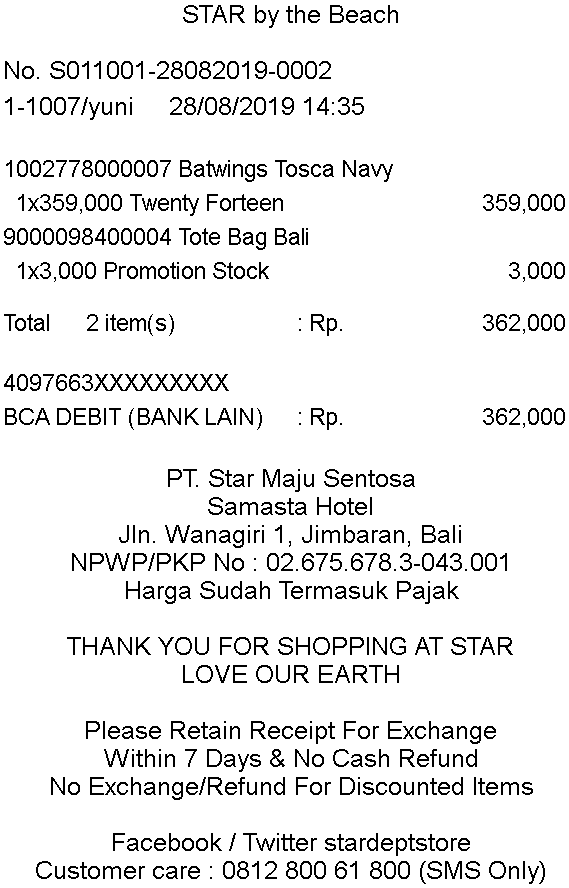 STAR by the Beach
No. S011001-28082019-0002
1-1007/yuni 28/08/2019 14:35
1002778000007 Batwings Tosca Navy
1x359,000 Twenty Forteen 359,000
9000098400004 Tote Bag Bali
1x3,000 Promotion Stock 3,000
Total 2 item(s) : Rp. 362,000
4097663XXXXXXXXX
BCA DEBIT (BANK LAIN) : Rp. 362,000
PT. Star Maju Sentosa
Samasta Hotel
Jln. Wanagiri 1, Jimbaran, Bali
NPWP/PKP No : 02.675.678.3-043.001
Harga Sudah Termasuk Pajak
THANK YOU FOR SHOPPING AT STAR
LOVE OUR EARTH
Please Retain Receipt For Exchange
Within 7 Days & No Cash Refund
No Exchange/Refund For Discounted Items
Facebook / Twitter stardeptstore
Customer care : 0812 800 61 800 (SMS Only)